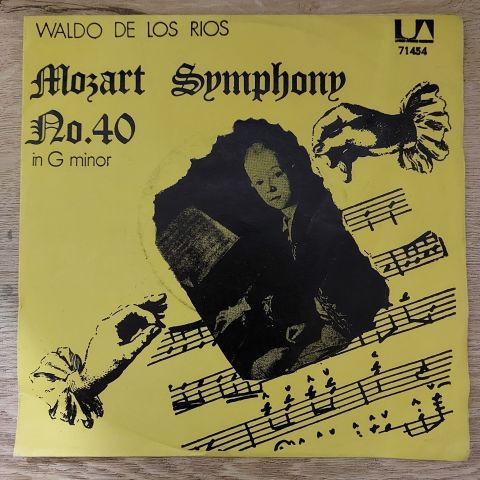 WALDO DE LOS RIOS
UA
71454
Mozart Symphony
No.40
in G minor